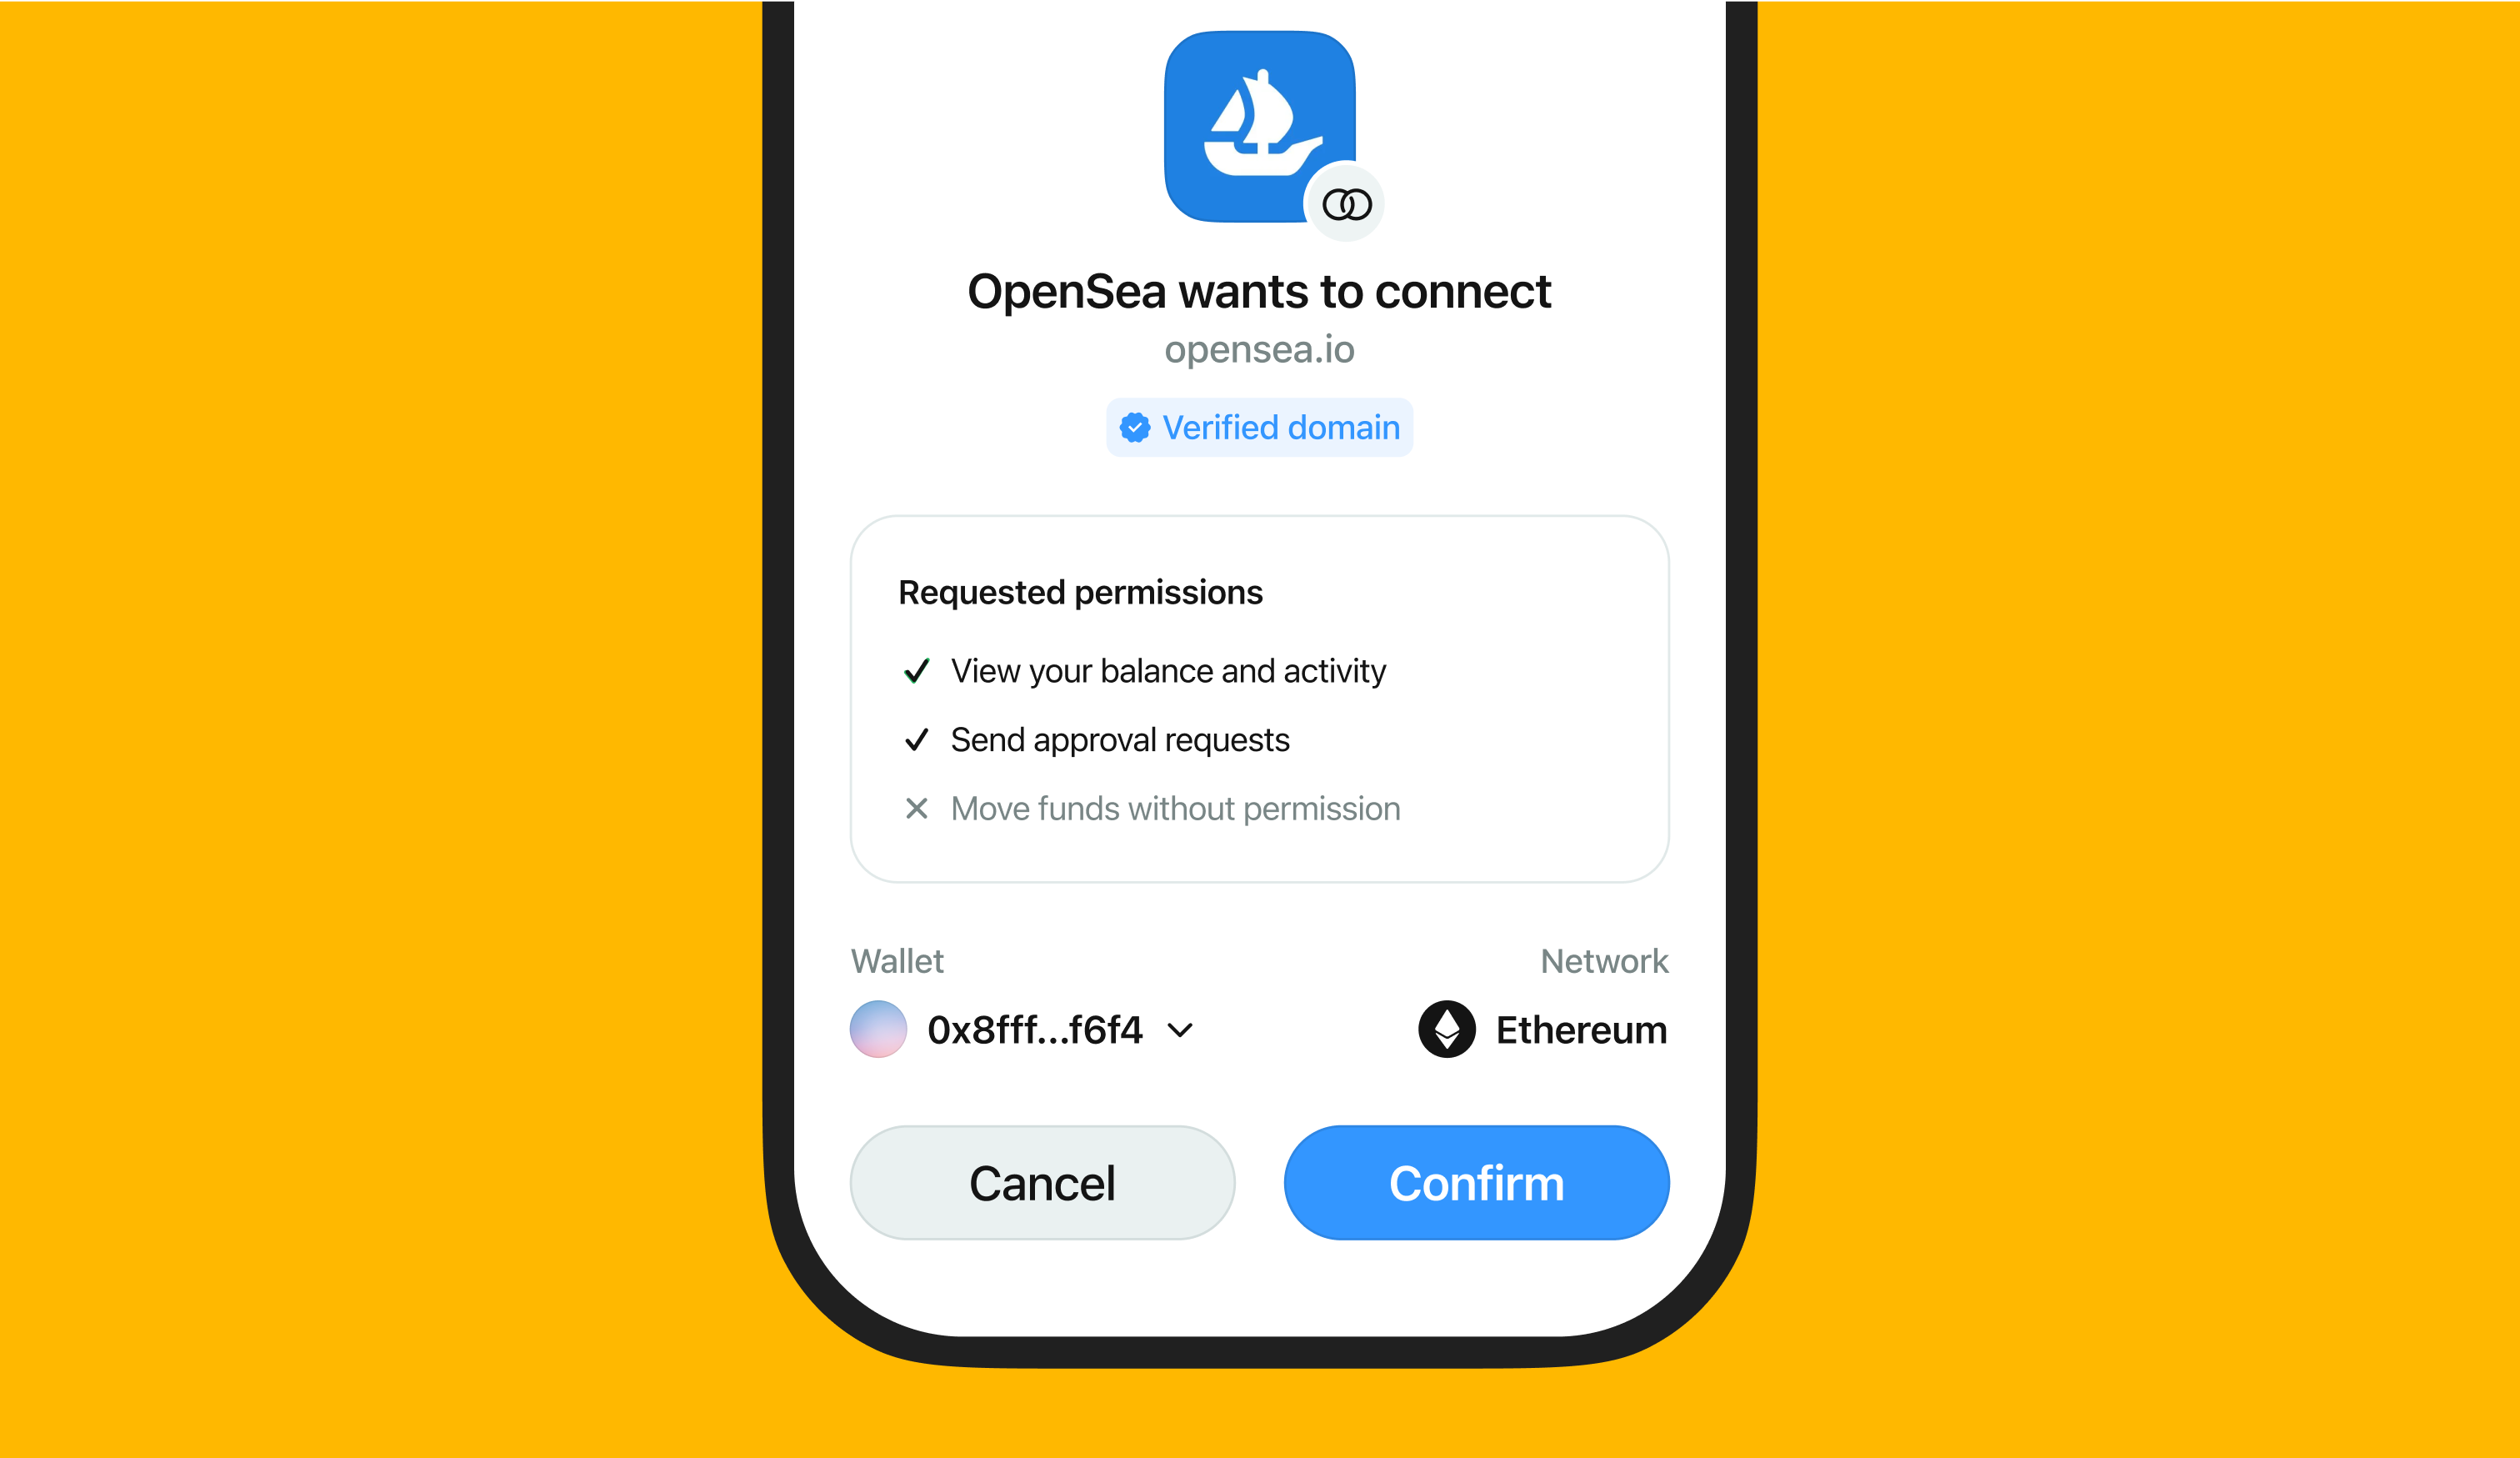 OpenSea wants to connect
opensea.io
Verified domain
Requested permissions
View your balance and activity
Send approval requests
Move funds without permission
Wallet
Network
0x8fff...f6f4
Ethereum
Cancel
Confirm